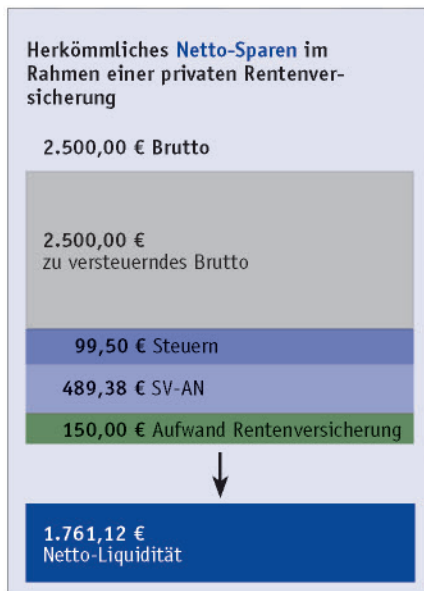 Herkömmliches Netto-Sparen im
Rahmen einer privaten Rentenver-
sicherung
2.500,00 € Brutto
2.500,00 €
zu versteuerndes Brutto
99,50 € Steuern
489,38 € SV-AN
150,00 € Aufwand Rentenversicherung
1.761,12 €
Netto-Liquidität